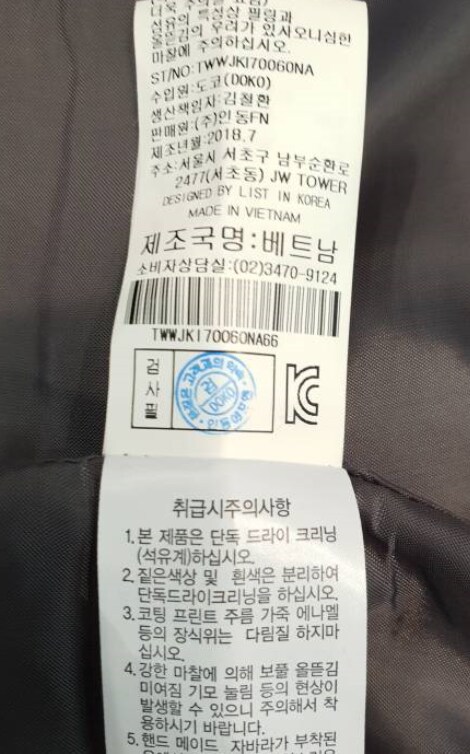 섬유의 특성상 필링과
올뜯김의 우려가 있사오니심한
마찰에 주의하십시오.
ST/NO:TWWJKI70060NA
수입원:도코(DOKO)
생산책임자:김철환
판매원:(주)인동FN
제조년월:2018.7
주소:서울시 서초구 남부순환로
2477(서초동) JW TOWER
DESIGNED BY LIST IN KOREA
MADE IN VIETNAM
제조국명:베트남
소비자상담실:(02)3470-9124
TWWJKI70060NA66
검사필
검
DOKO
취급시주의사항
1.본 제품은 단독 드라이 크리닝
(석유계)하십시오.
2.짙은색상 및 흰색은 분리하여
단독드라이크리닝을 하십시오.
3.코팅 프린트 주름 가죽 에나멜
등의 장식위는 다림질 하지마
십시오.
4.강한 마찰에 의해 보풀 올뜯김
미여짐 기모 눌림 등의 현상이
발생할 수 있으니 주의해서 착
용하시기 바랍니다.
5.핸드 메이드 자바라가 부착된